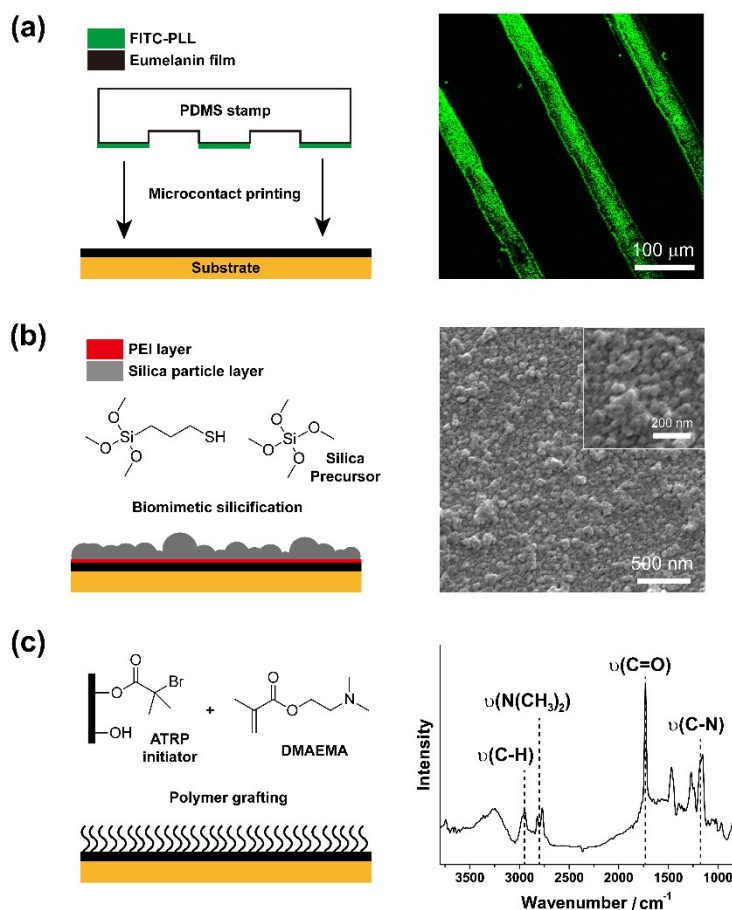 (a)
FITC-PLL
Eumelanin film
PDMS stamp
Microcontact printing
Substrate
100 μm
(b)
PEI layer
Silica particle layer
O
O
Si
O
SH
O
O
Si
O
O
Silica
Precursor
Biomimetic silicification
200 nm
500 nm
(c)
O
O
Br
OH
ATRP
initiator
+
O
O
N
DMAEMA
Polymer grafting
Intensity
υ(C=O)
υ(N(CH₃)₂)
υ(C-N)
υ(C-H)
3500 3000 2500 2000 1500 1000
Wavenumber / cm⁻¹